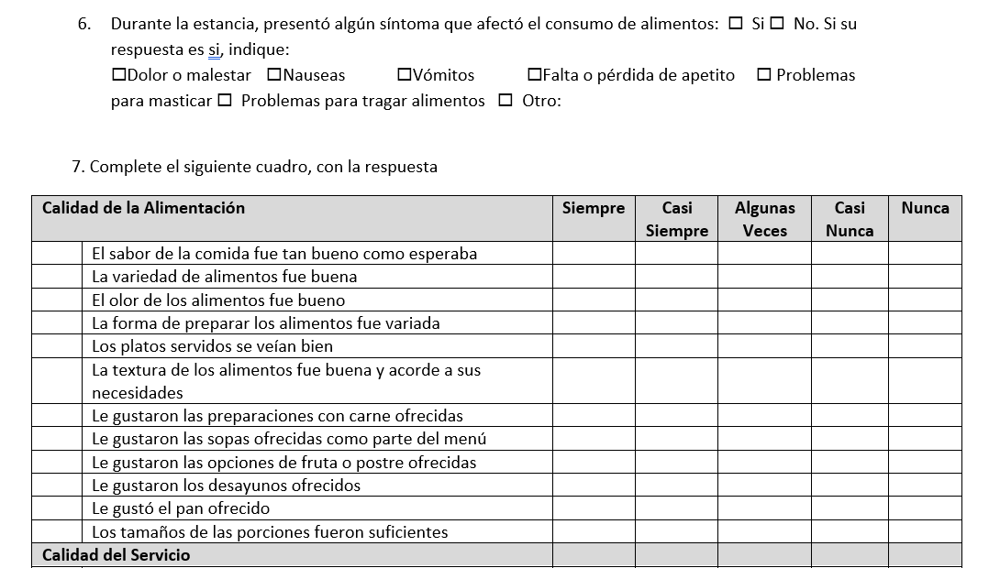 6. Durante la estancia, presentó algún síntoma que afectó el consumo de alimentos: ☐ Si ☐ No. Si su
respuesta es si, indique:
☐Dolor o malestar ☐Nauseas ☐Vómitos ☐Falta o pérdida de apetito ☐ Problemas
para masticar ☐ Problemas para tragar alimentos ☐ Otro:
7. Complete el siguiente cuadro, con la respuesta
Calidad de la Alimentación Siempre Casi Siempre Algunas Veces Casi Nunca Nunca
El sabor de la comida fue tan bueno como esperaba
La variedad de alimentos fue buena
El olor de los alimentos fue bueno
La forma de preparar los alimentos fue variada
Los platos servidos se veían bien
La textura de los alimentos fue buena y acorde a sus
necesidades
Le gustaron las preparaciones con carne ofrecidas
Le gustaron las sopas ofrecidas como parte del menú
Le gustaron las opciones de fruta o postre ofrecidas
Le gustaron los desayunos ofrecidos
Le gustó el pan ofrecido
Los tamaños de las porciones fueron suficientes
Calidad del Servicio